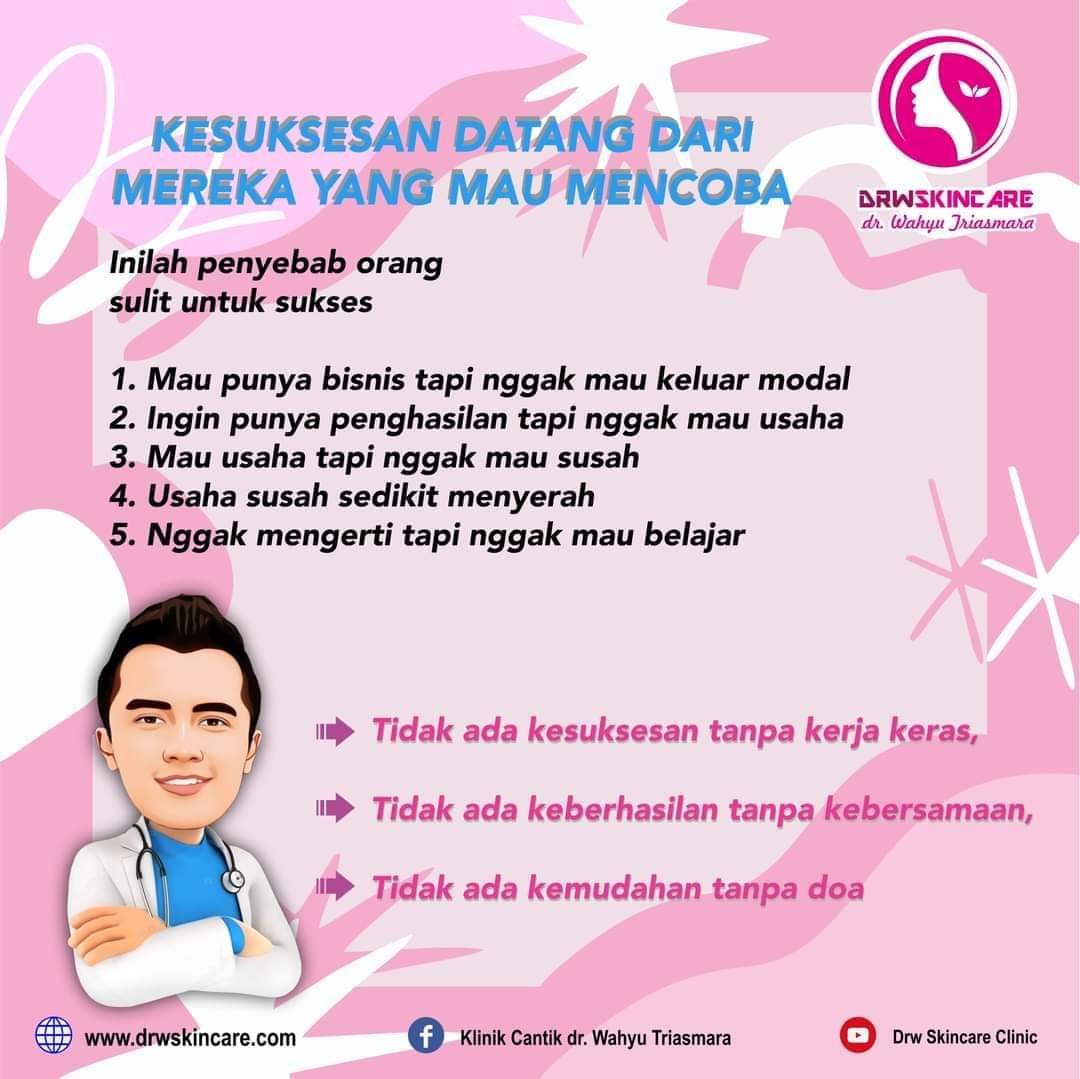 DRWSKINCARE
dr. Wahyu Triasmara
KESUKSESAN DATANG DARI
MEREKA YANG MAU MENCOBA
Inilah penyebab orang
sulit untuk sukses
1. Mau punya bisnis tapi nggak mau keluar modal
2. Ingin punya penghasilan tapi nggak mau usaha
3. Mau usaha tapi nggak mau susah
4. Usaha susah sedikit menyerah
5. Nggak mengerti tapi nggak mau belajar
Tidak ada kesuksesan tanpa kerja keras,
Tidak ada keberhasilan tanpa kebersamaan,
Tidak ada kemudahan tanpa doa
www.drwskincare.com
Klinik Cantik dr. Wahyu Triasmara
Drw Skincare Clinic